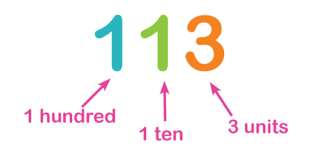 113
1 hundred
1 ten
3 units